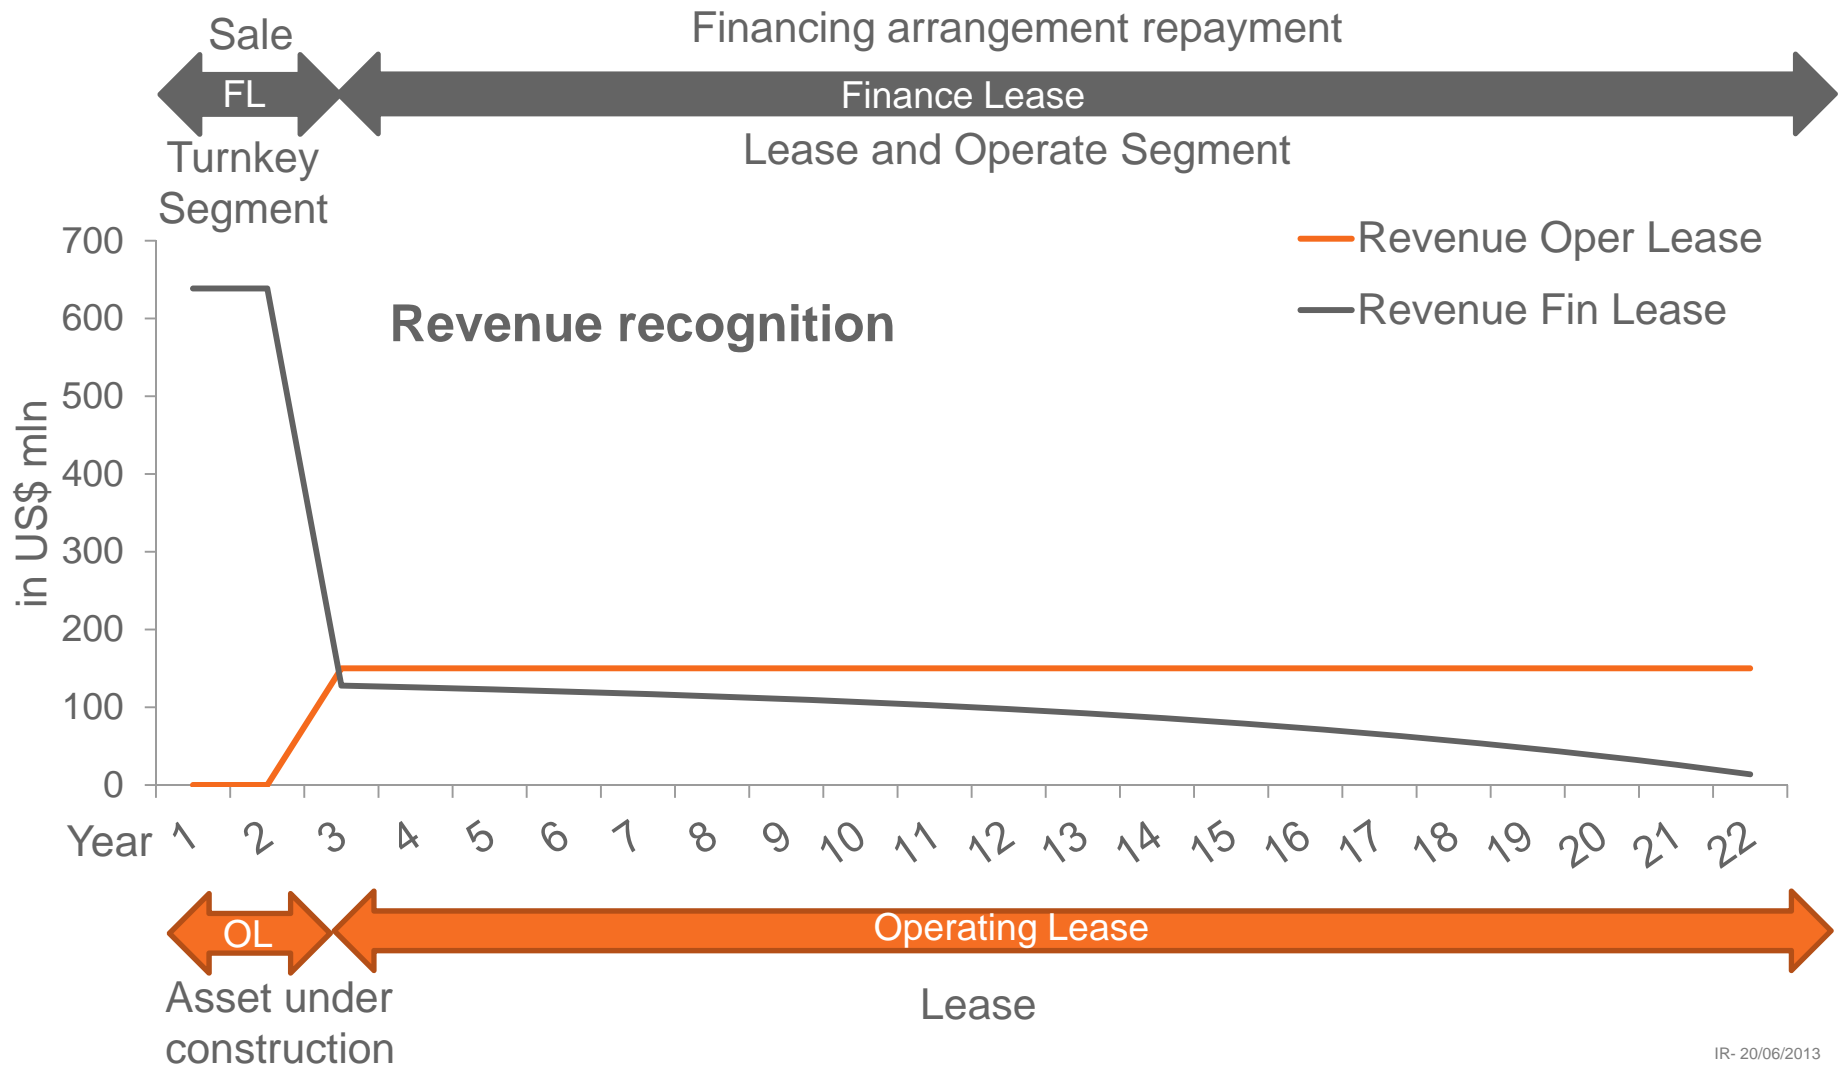 Sale
Financing arrangement repayment
FL
Finance Lease
Turnkey
Segment
Lease and Operate Segment
Revenue Oper Lease
Revenue Fin Lease
Revenue recognition
in US$ mln
700
600
500
400
300
200
100
0
Year 1 2 3 4 5 6 7 8 9 10 11 12 13 14 15 16 17 18 19 20 21 22
OL
Operating Lease
Asset under
construction
Lease
IR- 20/06/2013